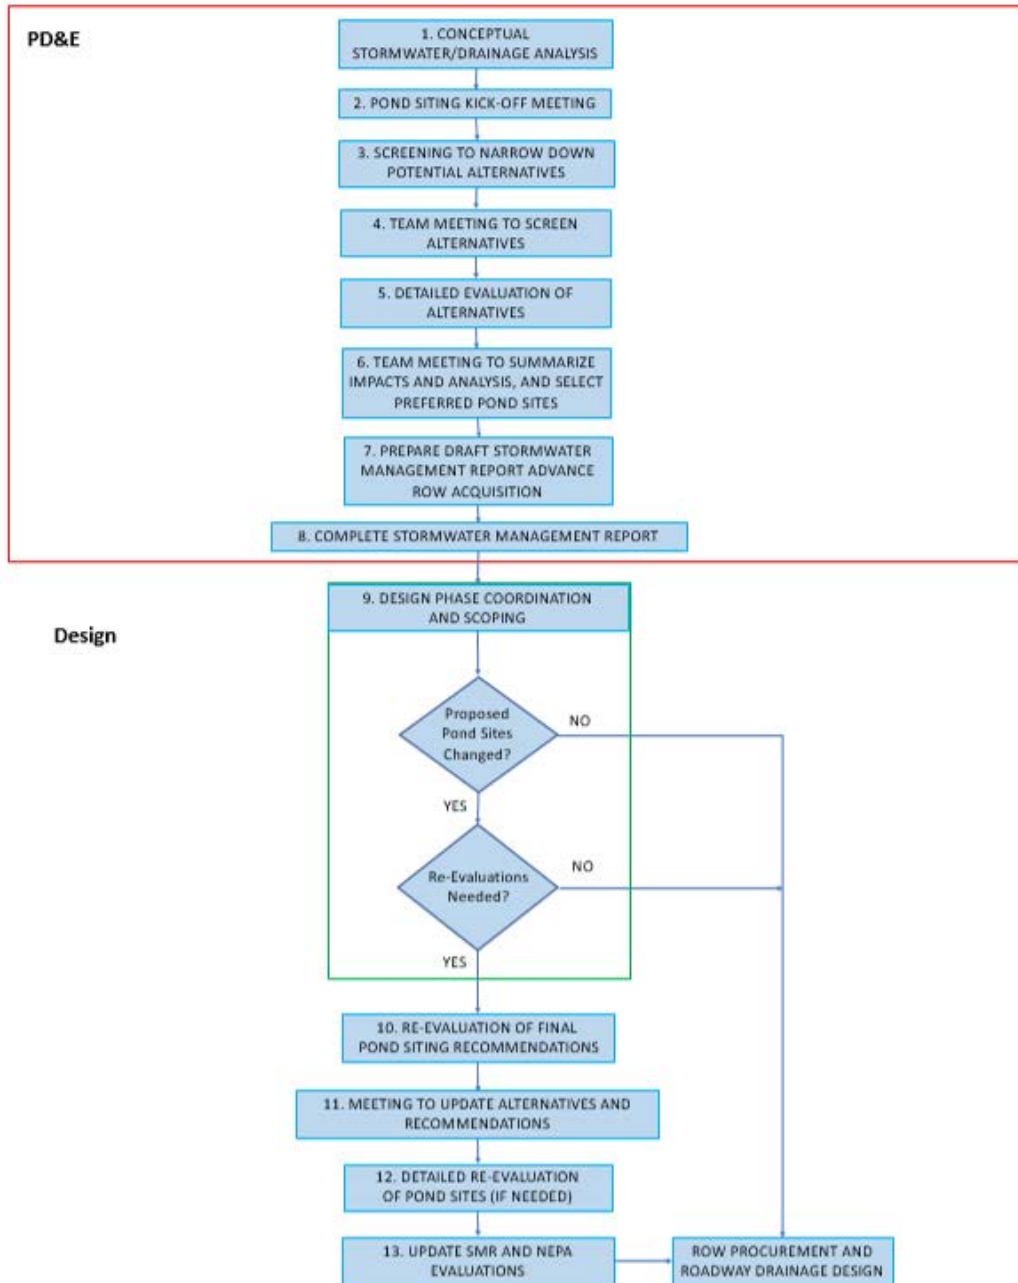 PD&E
1. CONCEPTUAL
STORMWATER/DRAINAGE ANALYSIS
2. POND SITING KICK-OFF MEETING
3. SCREENING TO NARROW DOWN
POTENTIAL ALTERNATIVES
4. TEAM MEETING TO SCREEN
ALTERNATIVES
5. DETAILED EVALUATION OF
ALTERNATIVES
6. TEAM MEETING TO SUMMARIZE
IMPACTS AND ANALYSIS, AND SELECT
PREFERRED POND SITES
7. PREPARE DRAFT STORMWATER
MANAGEMENT REPORT ADVANCE
ROW ACQUISITION
8. COMPLETE STORMWATER MANAGEMENT REPORT
Design
9. DESIGN PHASE COORDINATION
AND SCOPING
Proposed
Pond Sites
Changed?
NO
YES
Re-Evaluations
Needed?
NO
YES
10. RE-EVALUATION OF FINAL
POND SITING RECOMMENDATIONS
11. MEETING TO UPDATE ALTERNATIVES AND
RECOMMENDATIONS
12. DETAILED RE-EVALUATION
OF POND SITES (IF NEEDED)
13. UPDATE SMR AND NEPA
EVALUATIONS
ROW PROCUREMENT AND
ROADWAY DRAINAGE DESIGN